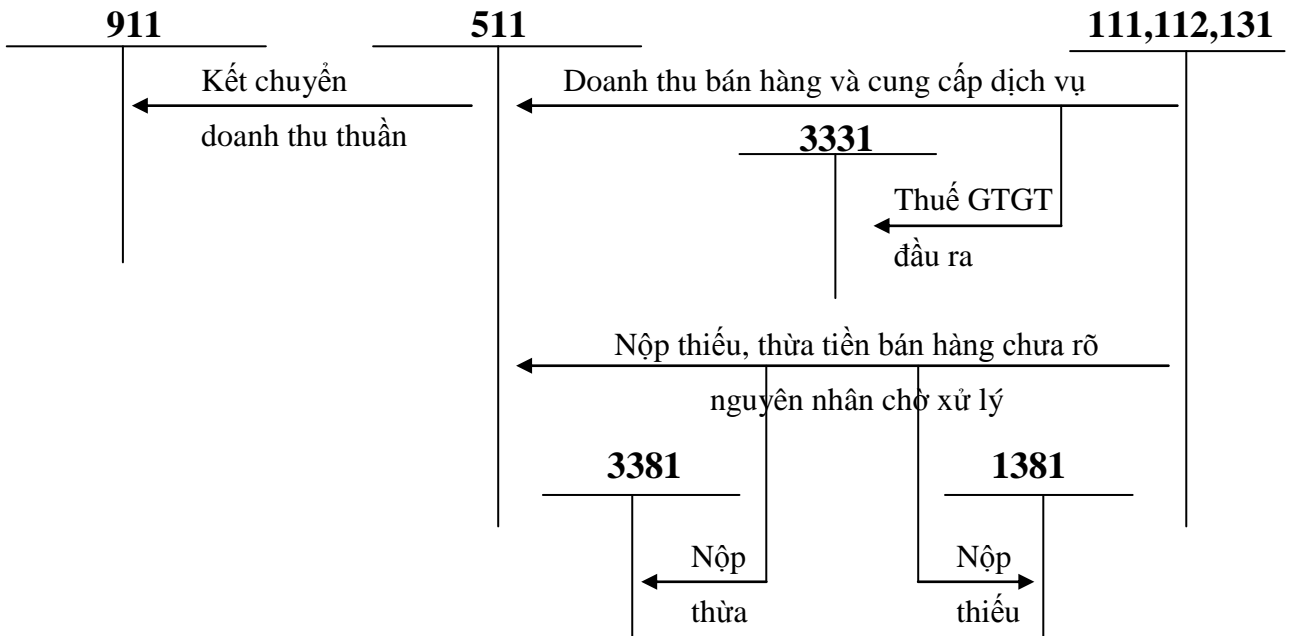 911
511
111,112,131
Kết chuyển
doanh thu thuần
Doanh thu bán hàng và cung cấp dịch vụ
3331
Thuế GTGT
đầu ra
Nộp thiếu, thừa tiền bán hàng chưa rõ
nguyên nhân chờ xử lý
3381
1381
Nộp
thừa
Nộp
thiếu